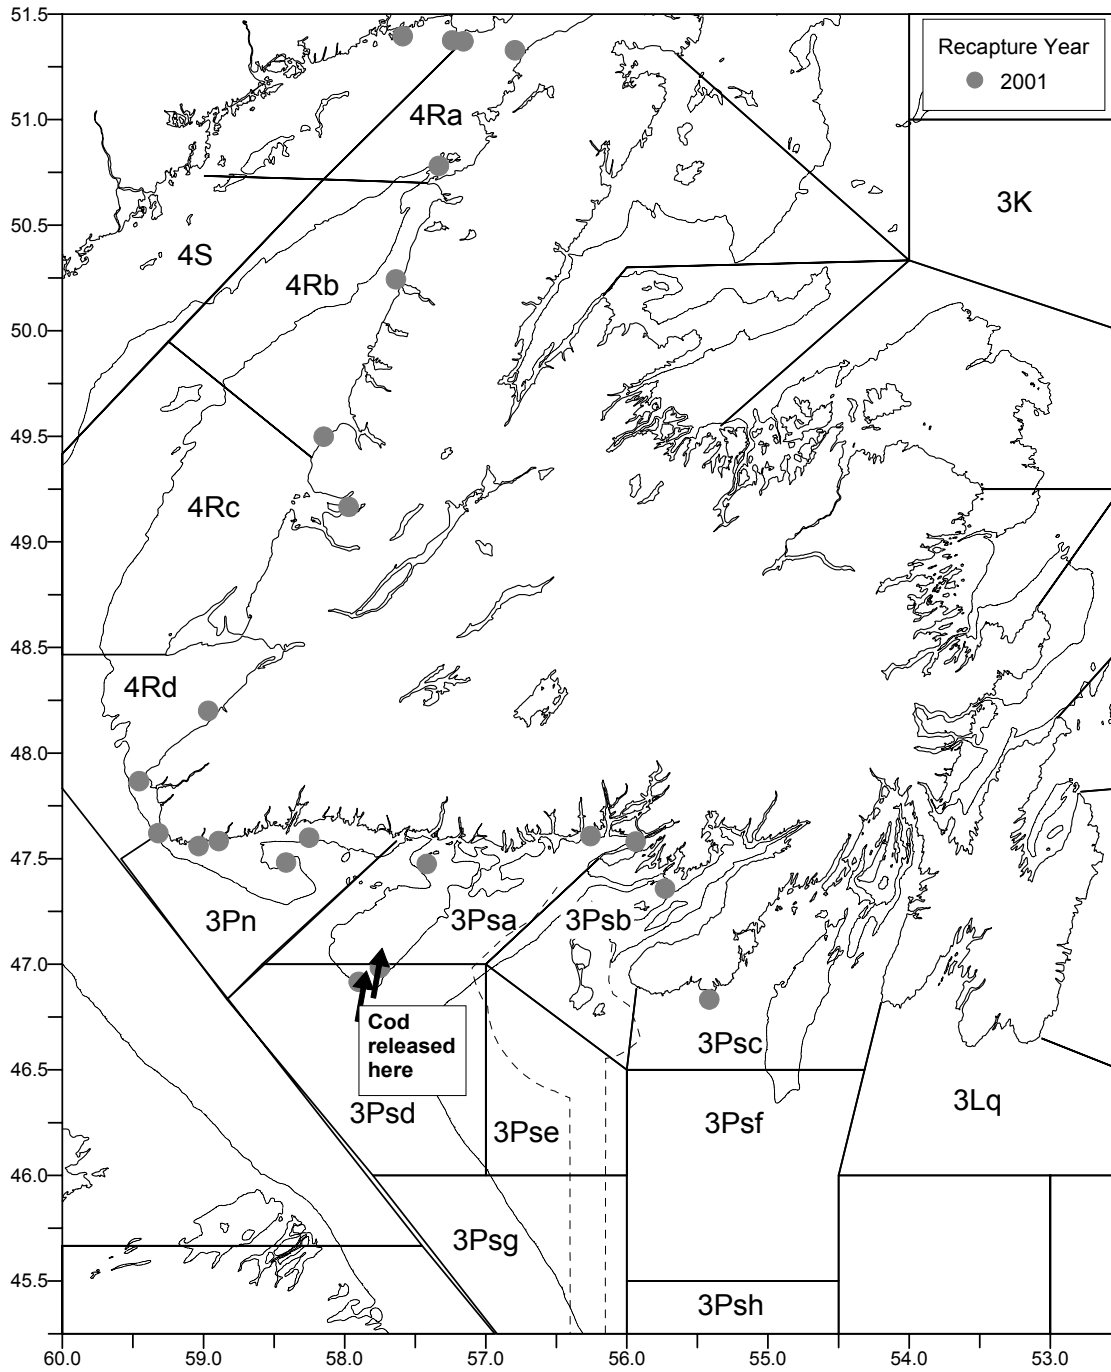 51.5
Recapture Year
2001
51.0
4Ra
3K
50.5
4S
4Rb
50.0
49.5
4Rc
49.0
48.5
4Rd
48.0
47.5
3Pn
3Psa
3Psb
47.0
Cod
released
here
3Psc
46.5
3Psd
3Pse
3Psf
3Lq
46.0
3Psg
45.5
3Psh
60.0 59.0 58.0 57.0 56.0 55.0 54.0 53.0